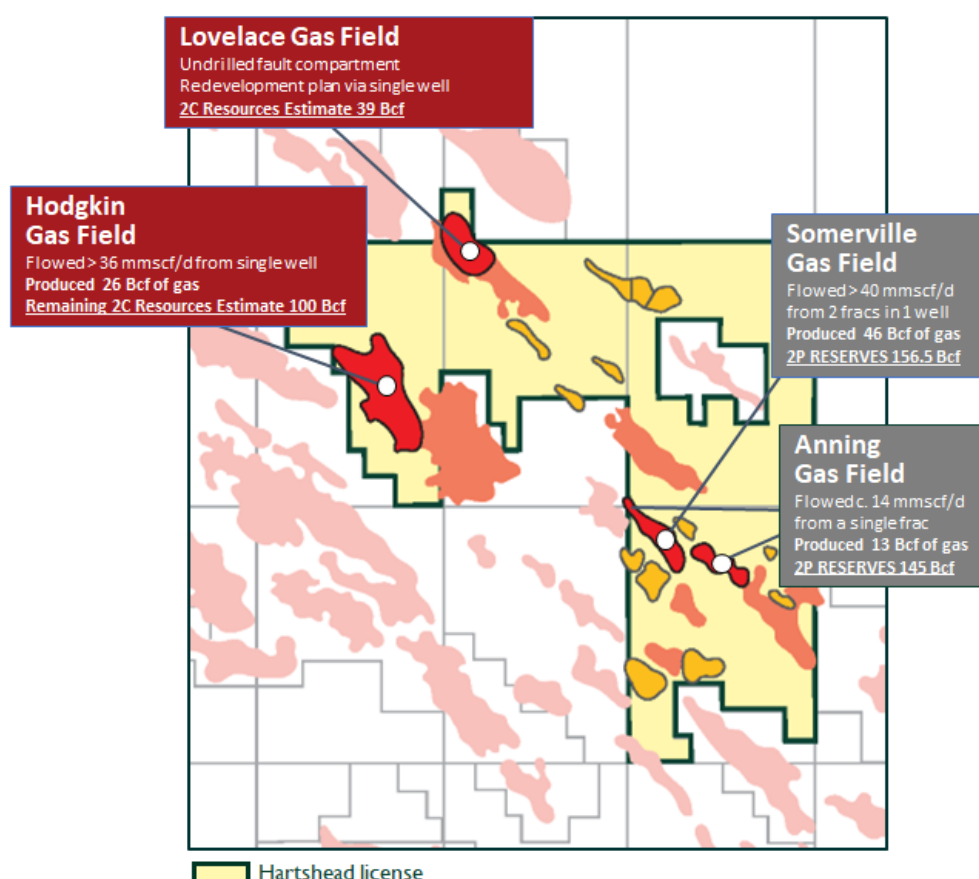 Lovelace Gas Field
Undrilled fault compartment
Redevelopment plan via single well
2C Resources Estimate 39 Bcf
Hodgkin
Gas Field
Flowed > 36 mmscf/d from single well
Produced 26 Bcf of gas
Remaining 2C Resources Estimate 100 Bcf
Somerville
Gas Field
Flowed > 40 mmscf/d
from 2 fracs in 1 well
Produced 46 Bcf of gas
2P RESERVES 156.5 Bcf
Anning
Gas Field
Flowed c. 14 mmscf/d
from a single frac
Produced 13 Bcf of gas
2P RESERVES 145 Bcf
Hartshead license